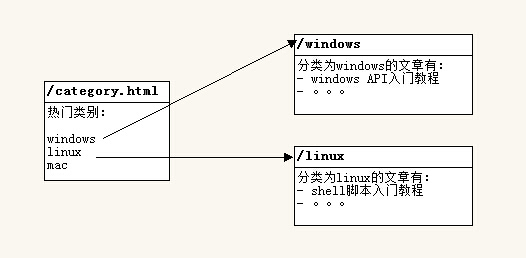 /category.html
热门类别:
windows
linux
mac
/windows
分类为windows的文章有:
- windows API入门教程
- 。。。
/linux
分类为linux的文章有:
- shell脚本入门教程
- 。。。